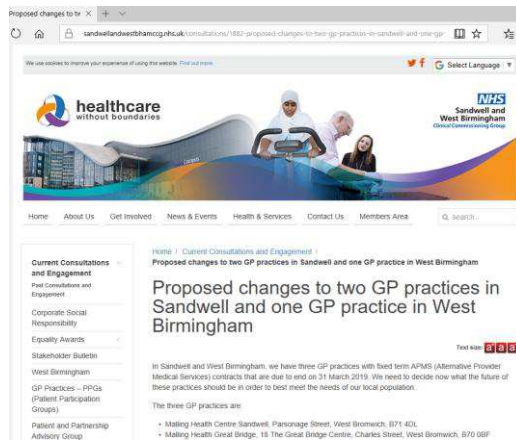 Proposed changes to tw
sandwellandwestbhamccg.nhs.uk/consultations/1882-proposed-changes-to-two-gp-practices-in-sandwell-and-one-gp-
We use cookies to improve your experience of using this website. Find out more.
Select Language
healthcare
without boundaries
NHS
Sandwell and
West Birmingham
Clinical Commissioning Group
Home About Us Get Involved News & Events Health & Services Contact Us Members Area Search...
Current Consultations
and Engagement
Past Consultations and
Engagement
Corporate Social
Responsibility
Equality Awards
Stakeholder Bulletin
West Birmingham
GP Practices – PPGs
(Patient Participation
Groups)
Patient and Partnership
Advisory Group
Home / Current Consultations and Engagement /
Proposed changes to two GP practices in Sandwell and one GP practice in West Birmingham
Proposed changes to two GP practices in
Sandwell and one GP practice in West
Birmingham
Text size:
In Sandwell and West Birmingham, we have three GP practices with fixed term APMS (Alternative Provider
Medical Services) contracts that are due to end on 31 March 2019. We need to decide now what the future of
these practices should be in order to best meet the needs of our local population.
The three GP practices are
• Malling Health Centre Sandwell, Parsonage Street, West Bromwich, B71 4DL
• Malling Health Great Bridge, 18 The Great Bridge Centre, Charles Street, West Bromwich, B70 0BF